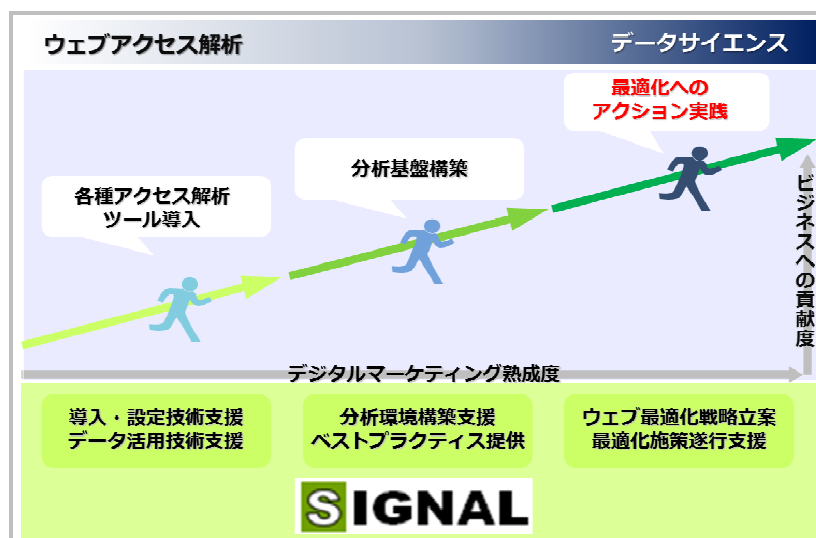 ウェブアクセス解析
データサイエンス
最適化への
アクション実践
分析基盤構築
各種アクセス解析
ツール導入
ビジネスへの貢献度
デジタルマーケティング熟成度
導入・設定技術支援
データ活用技術支援
分析環境構築支援
ベストプラクティス提供
ウェブ最適化戦略立案
最適化施策遂行支援
SIGNAL